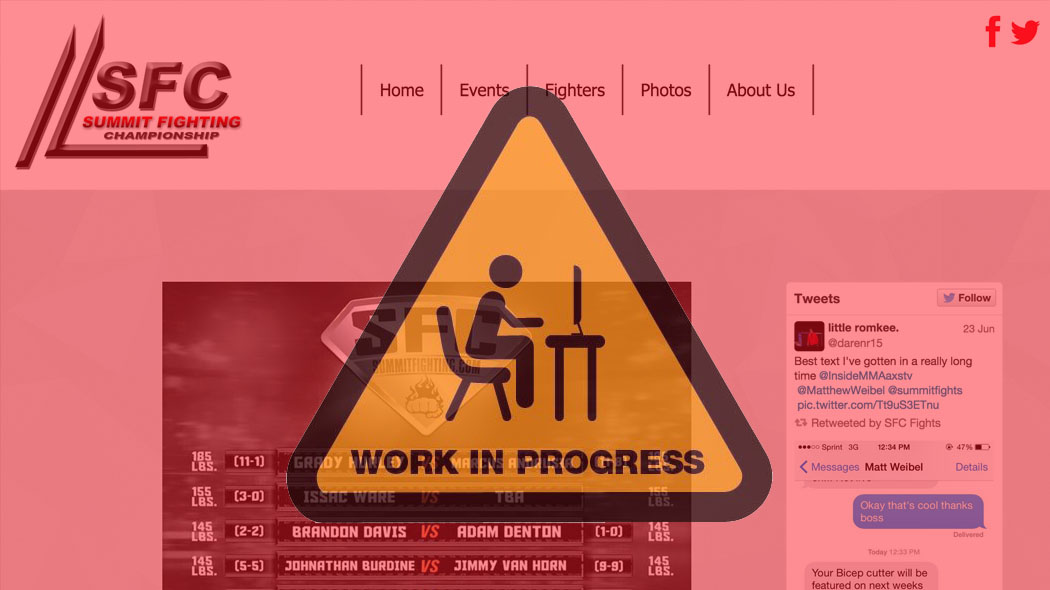 SFC
SUMMIT FIGHTING
CHAMPIONSHIP
Home Events Fighters Photos About Us
SFC
SUMMITFIGHTING.COM
WORK IN PROGRESS
185 LBS. (11-1) GRADY HURLEY VS
155 LBS. (3-0) ISSAC WARE VS TBA 155 LBS.
145 LBS. (2-2) BRANDON DAVIS VS ADAM DENTON (1-0) 145 LBS.
145 LBS. (5-5) JOHNATHAN BURDINE VS JIMMY VAN HORN (9-9) 145 LBS.
Tweets Follow
little romkee. 23 Jun
@darenr15
Best text I've gotten in a really long
time @InsideMMAaxstv
@MatthewWeibel @summitfights
pic.twitter.com/Tt9uS3ETnu
Retweeted by SFC Fights
Sprint 3G 12:34 PM 47%
Messages Matt Weibel Details
Okay that's cool thanks
boss
Delivered
Today 12:33 PM
Your Bicep cutter will be
featured on next weeks